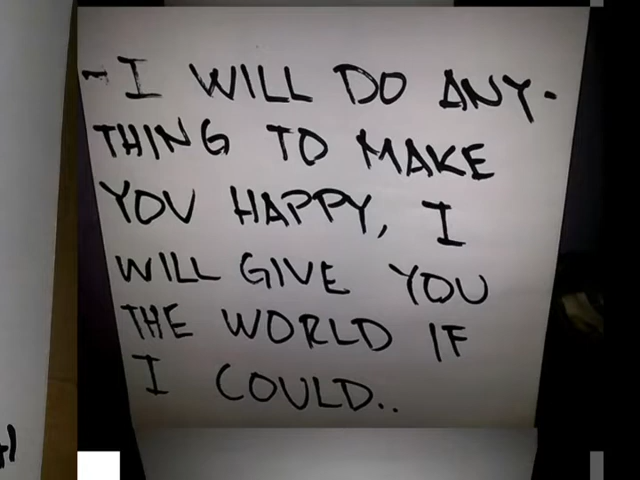 -I WILL DO ANY-
THING TO MAKE
YOU HAPPY, I
WILL GIVE YOU
THE WORLD IF
I COULD..